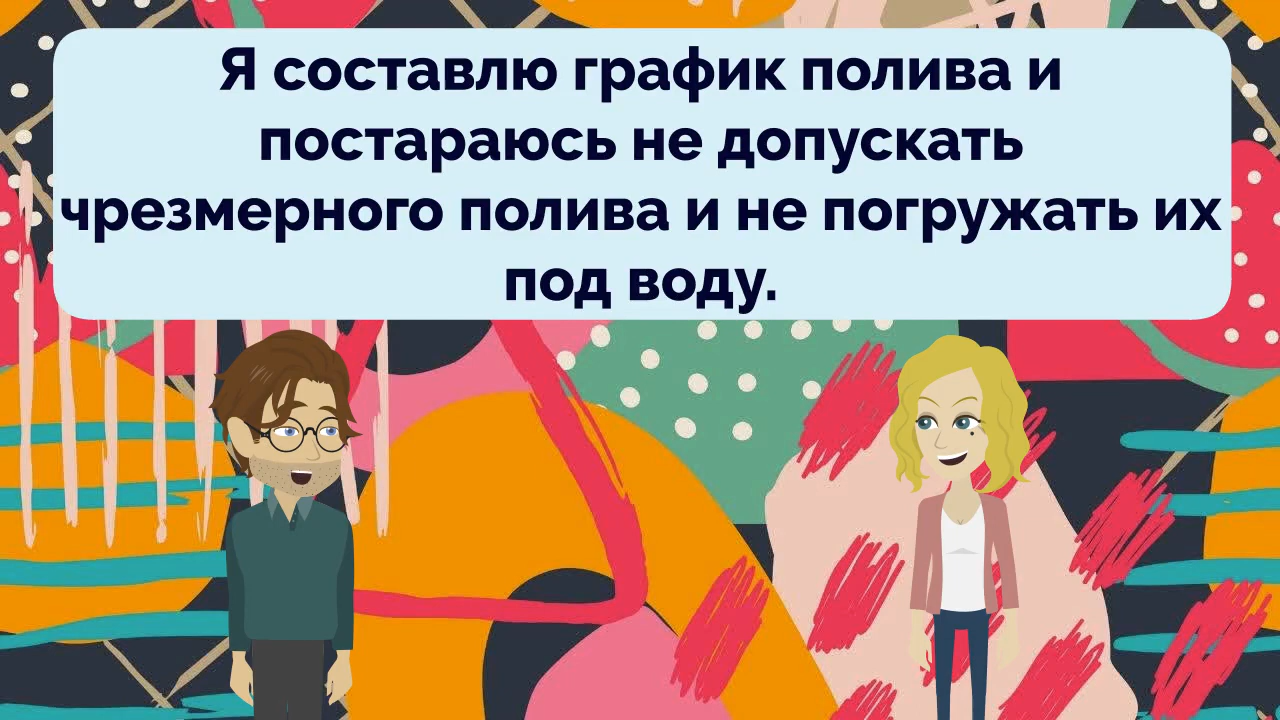 Я составлю график полива и
постараюсь не допускать
чрезмерного полива и не погружать их
под воду.